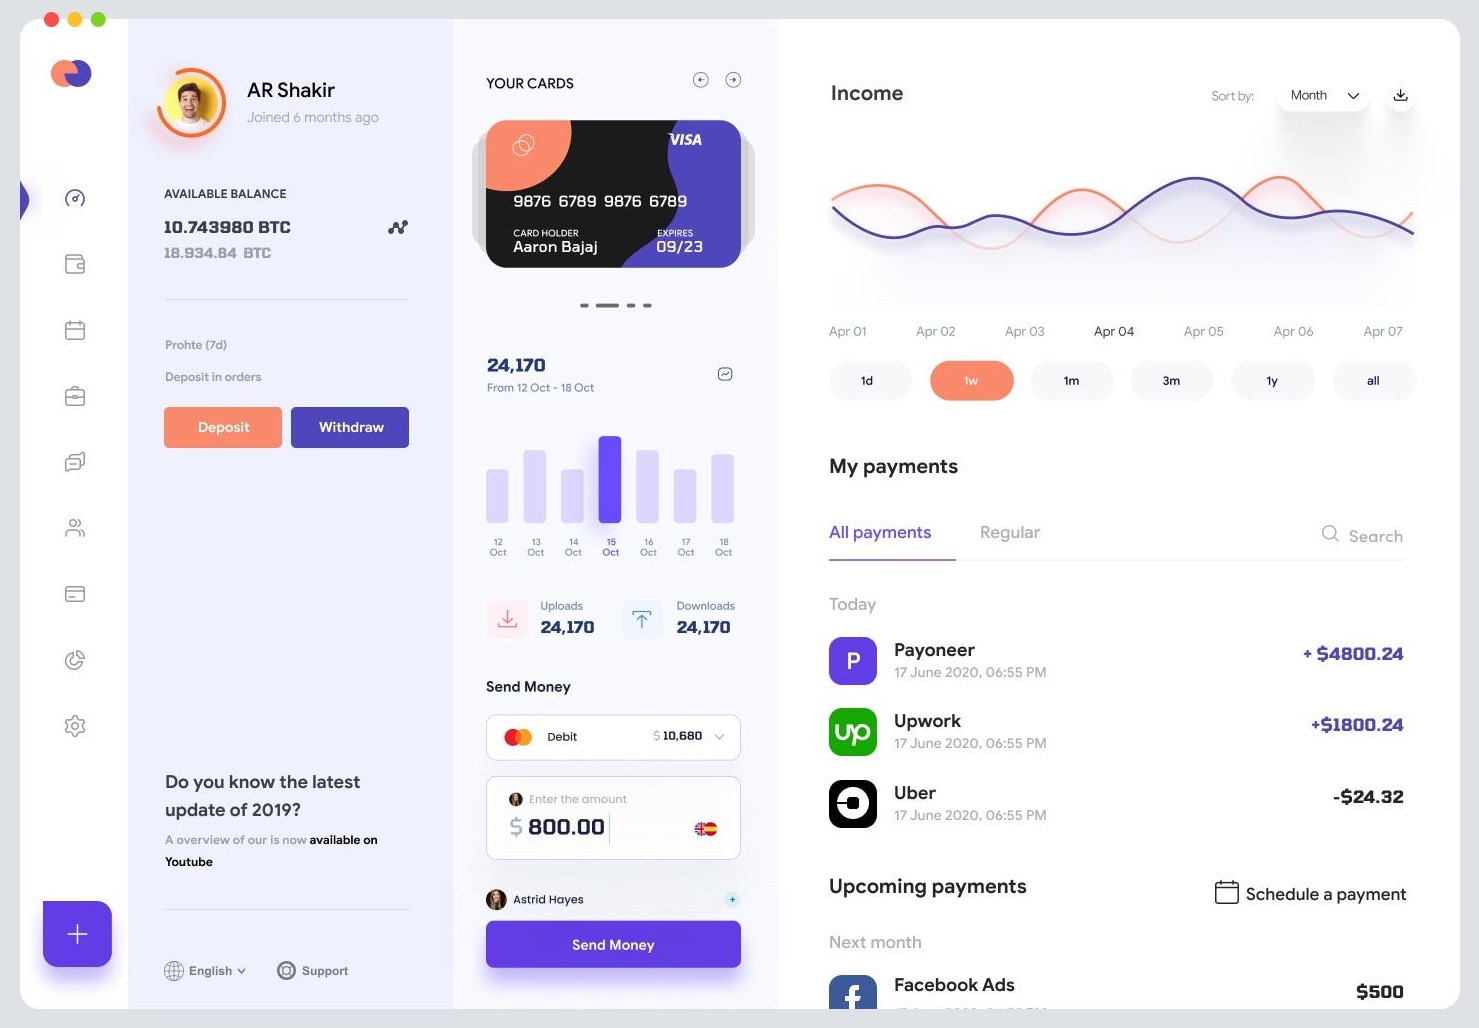 AR Shakir
Joined 6 months ago
AVAILABLE BALANCE
10.743980 BTC
18.934.84 BTC
Prohte (7d)
Deposit in orders
Deposit
Withdraw
Do you know the latest
update of 2019?
A overview of our is now available on
Youtube
English
Support
YOUR CARDS
VISA
9876 6789 9876 6789
CARD HOLDER
EXPIRES
Aaron Bajaj
09/23
24,170
From 12 Oct - 18 Oct
12 13 14 15 16 17 18
Oct Oct Oct Oct Oct Oct Oct
Uploads
24,170
Downloads
24,170
Send Money
Debit
$ 10,680
Enter the amount
$ 800.00
Astrid Hayes
+
Send Money
Income
Sort by:
Month
Apr 01 Apr 02 Apr 03 Apr 04 Apr 05 Apr 06 Apr 07
1d 1w 1m 3m 1y all
My payments
All payments
Regular
Search
Today
P
Payoneer
+ $4800.24
17 June 2020, 06:55 PM
up
Upwork
+$1800.24
17 June 2020, 06:55 PM
Uber
-$24.32
17 June 2020, 06:55 PM
Upcoming payments
Schedule a payment
Next month
f
Facebook Ads
$500